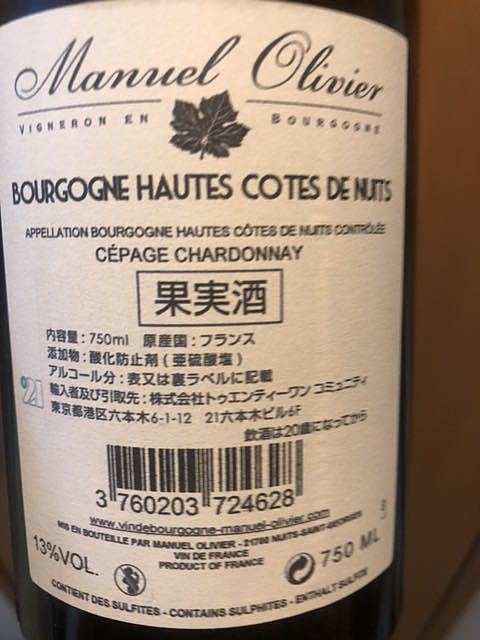 Manuel Olivier
VIGNERON EN BOURGOGNE
BOURGOGNE HAUTES COTES DE NUITS
APPELLATION BOURGOGNE HAUTES CÔTES DE NUITS CONTRÔLÉE
CÉPAGE CHARDONNAY
果実酒
内容量：750ml 原産国：フランス
添加物：酸化防止剤（亜硫酸塩）
アルコール分：表又は裏ラベルに記載
輸入者及び引取先：株式会社トゥエンティーワン コミュニティ
東京都港区六本木6-1-12 21六本木ビル6F
飲酒は20歳になってから
°21
3 760203 724628
www.vindebourgogne-manuel-olivier.com
MIS EN BOUTEILLE PAR MANUEL OLIVIER - 21700 NUITS-SAINT-GEORGES
VIN DE FRANCE
PRODUCT OF FRANCE
13%VOL.
750 ML
CONTIENT DES SULFITES - CONTAINS SULPHITES - ENTHALT SULFITE